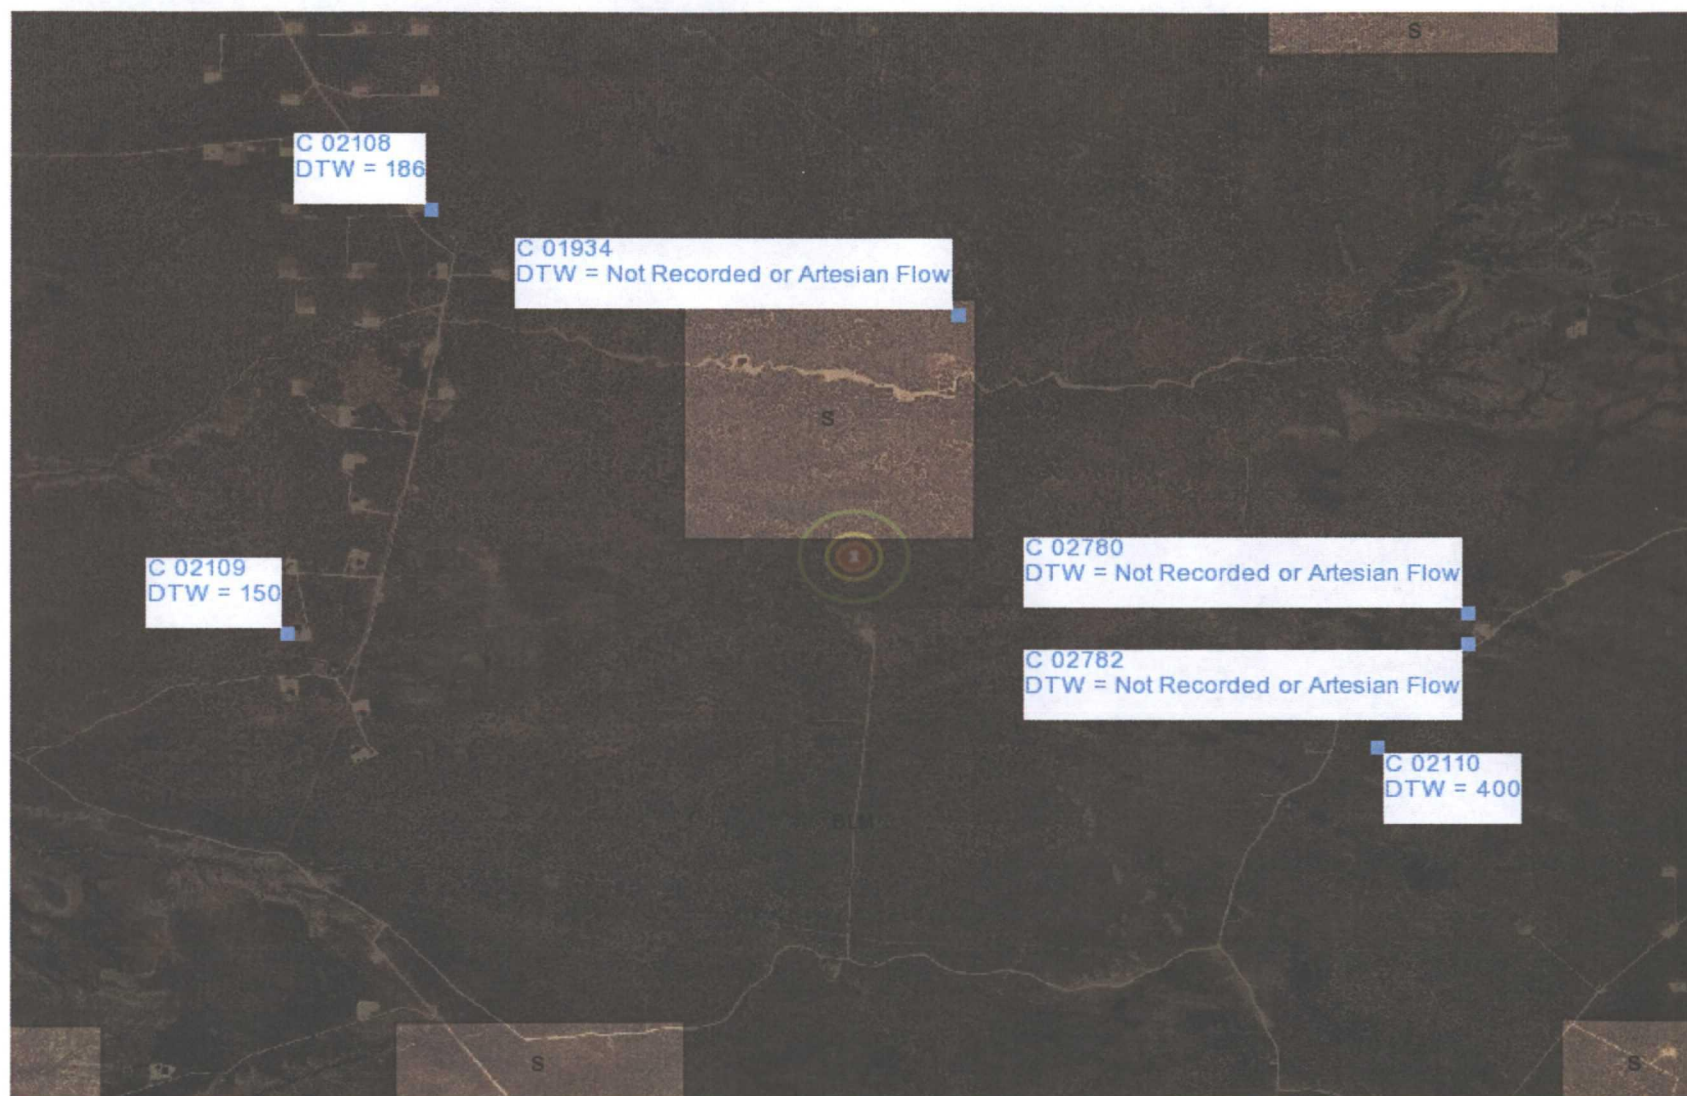 S
C 02108
DTW = 186
C 01934
DTW = Not Recorded or Artesian Flow
S
1
C 02780
DTW = Not Recorded or Artesian Flow
C 02109
DTW = 150
C 02782
DTW = Not Recorded or Artesian Flow
C 02110
DTW = 400
BLM
S
S